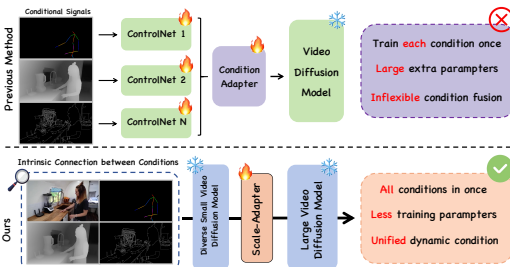 Conditional Signals
Previous Method
ControlNet 1
ControlNet 2
ControlNet N
Condition
Adapter
Video
Diffusion
Model
Train each condition once
Large extra parampters
Inflexible condition fusion
Intrinsic Connection between Conditions
Ours
Diverse Small Video
Diffusion Model
Scale-Adapter
Large Video
Diffusion Model
All conditions in once
Less training parampters
Unified dynamic condition